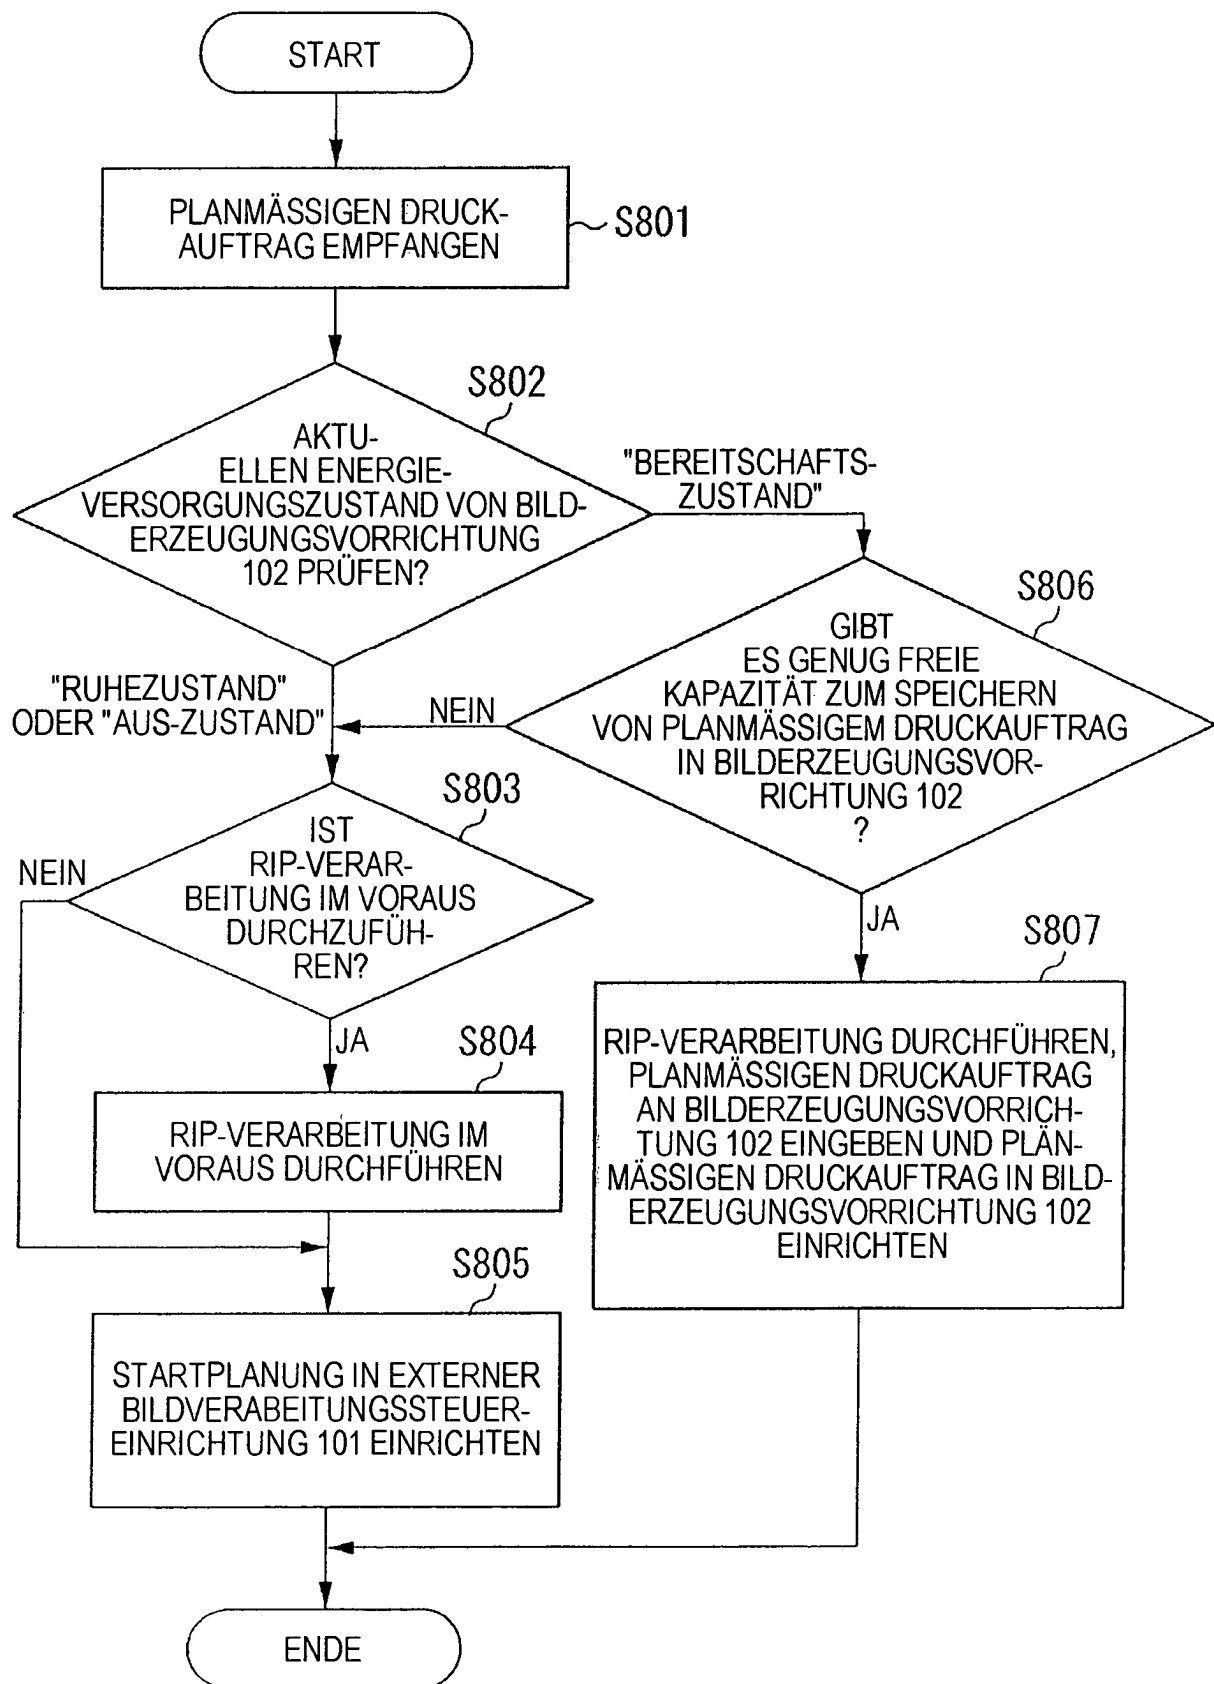 START
PLANMÄSSIGEN DRUCK-
AUFTRAG EMPFANGEN
S801
S802
AKTU-
ELLEN ENERGIE-
VERSORGUNGSZUSTAND VON BILD-
ERZEUGUNGSVORRICHTUNG
102 PRÜFEN?
"BEREITSCHAFTS-
ZUSTAND"
S806
GIBT
ES GENUG FREIE
KAPAZITÄT ZUM SPEICHERN
VON PLANMÄSSIGEM DRUCKAUFTRAG
IN BILDERZEUGUNGSVOR-
RICHTUNG 102
?
"RUHEZUSTAND"
ODER "AUS-ZUSTAND"
NEIN
S803
IST
RIP-VERAR-
BEITUNG IM VORAUS
DURCHZUFÜH-
REN?
NEIN
JA
JA
S804
RIP-VERARBEITUNG IM
VORAUS DURCHFÜHREN
S807
RIP-VERARBEITUNG DURCHFÜHREN,
PLANMÄSSIGEN DRUCKAUFTRAG
AN BILDERZEUGUNGSVORRICH-
TUNG 102 EINGEBEN UND PLÄN-
MÄSSIGEN DRUCKAUFTRAG IN BILD-
ERZEUGUNGSVORRICHTUNG 102
EINRICHTEN
S805
STARTPLANUNG IN EXTERNER
BILDVERABEITUNGSSTEUER-
EINRICHTUNG 101 EINRICHTEN
ENDE